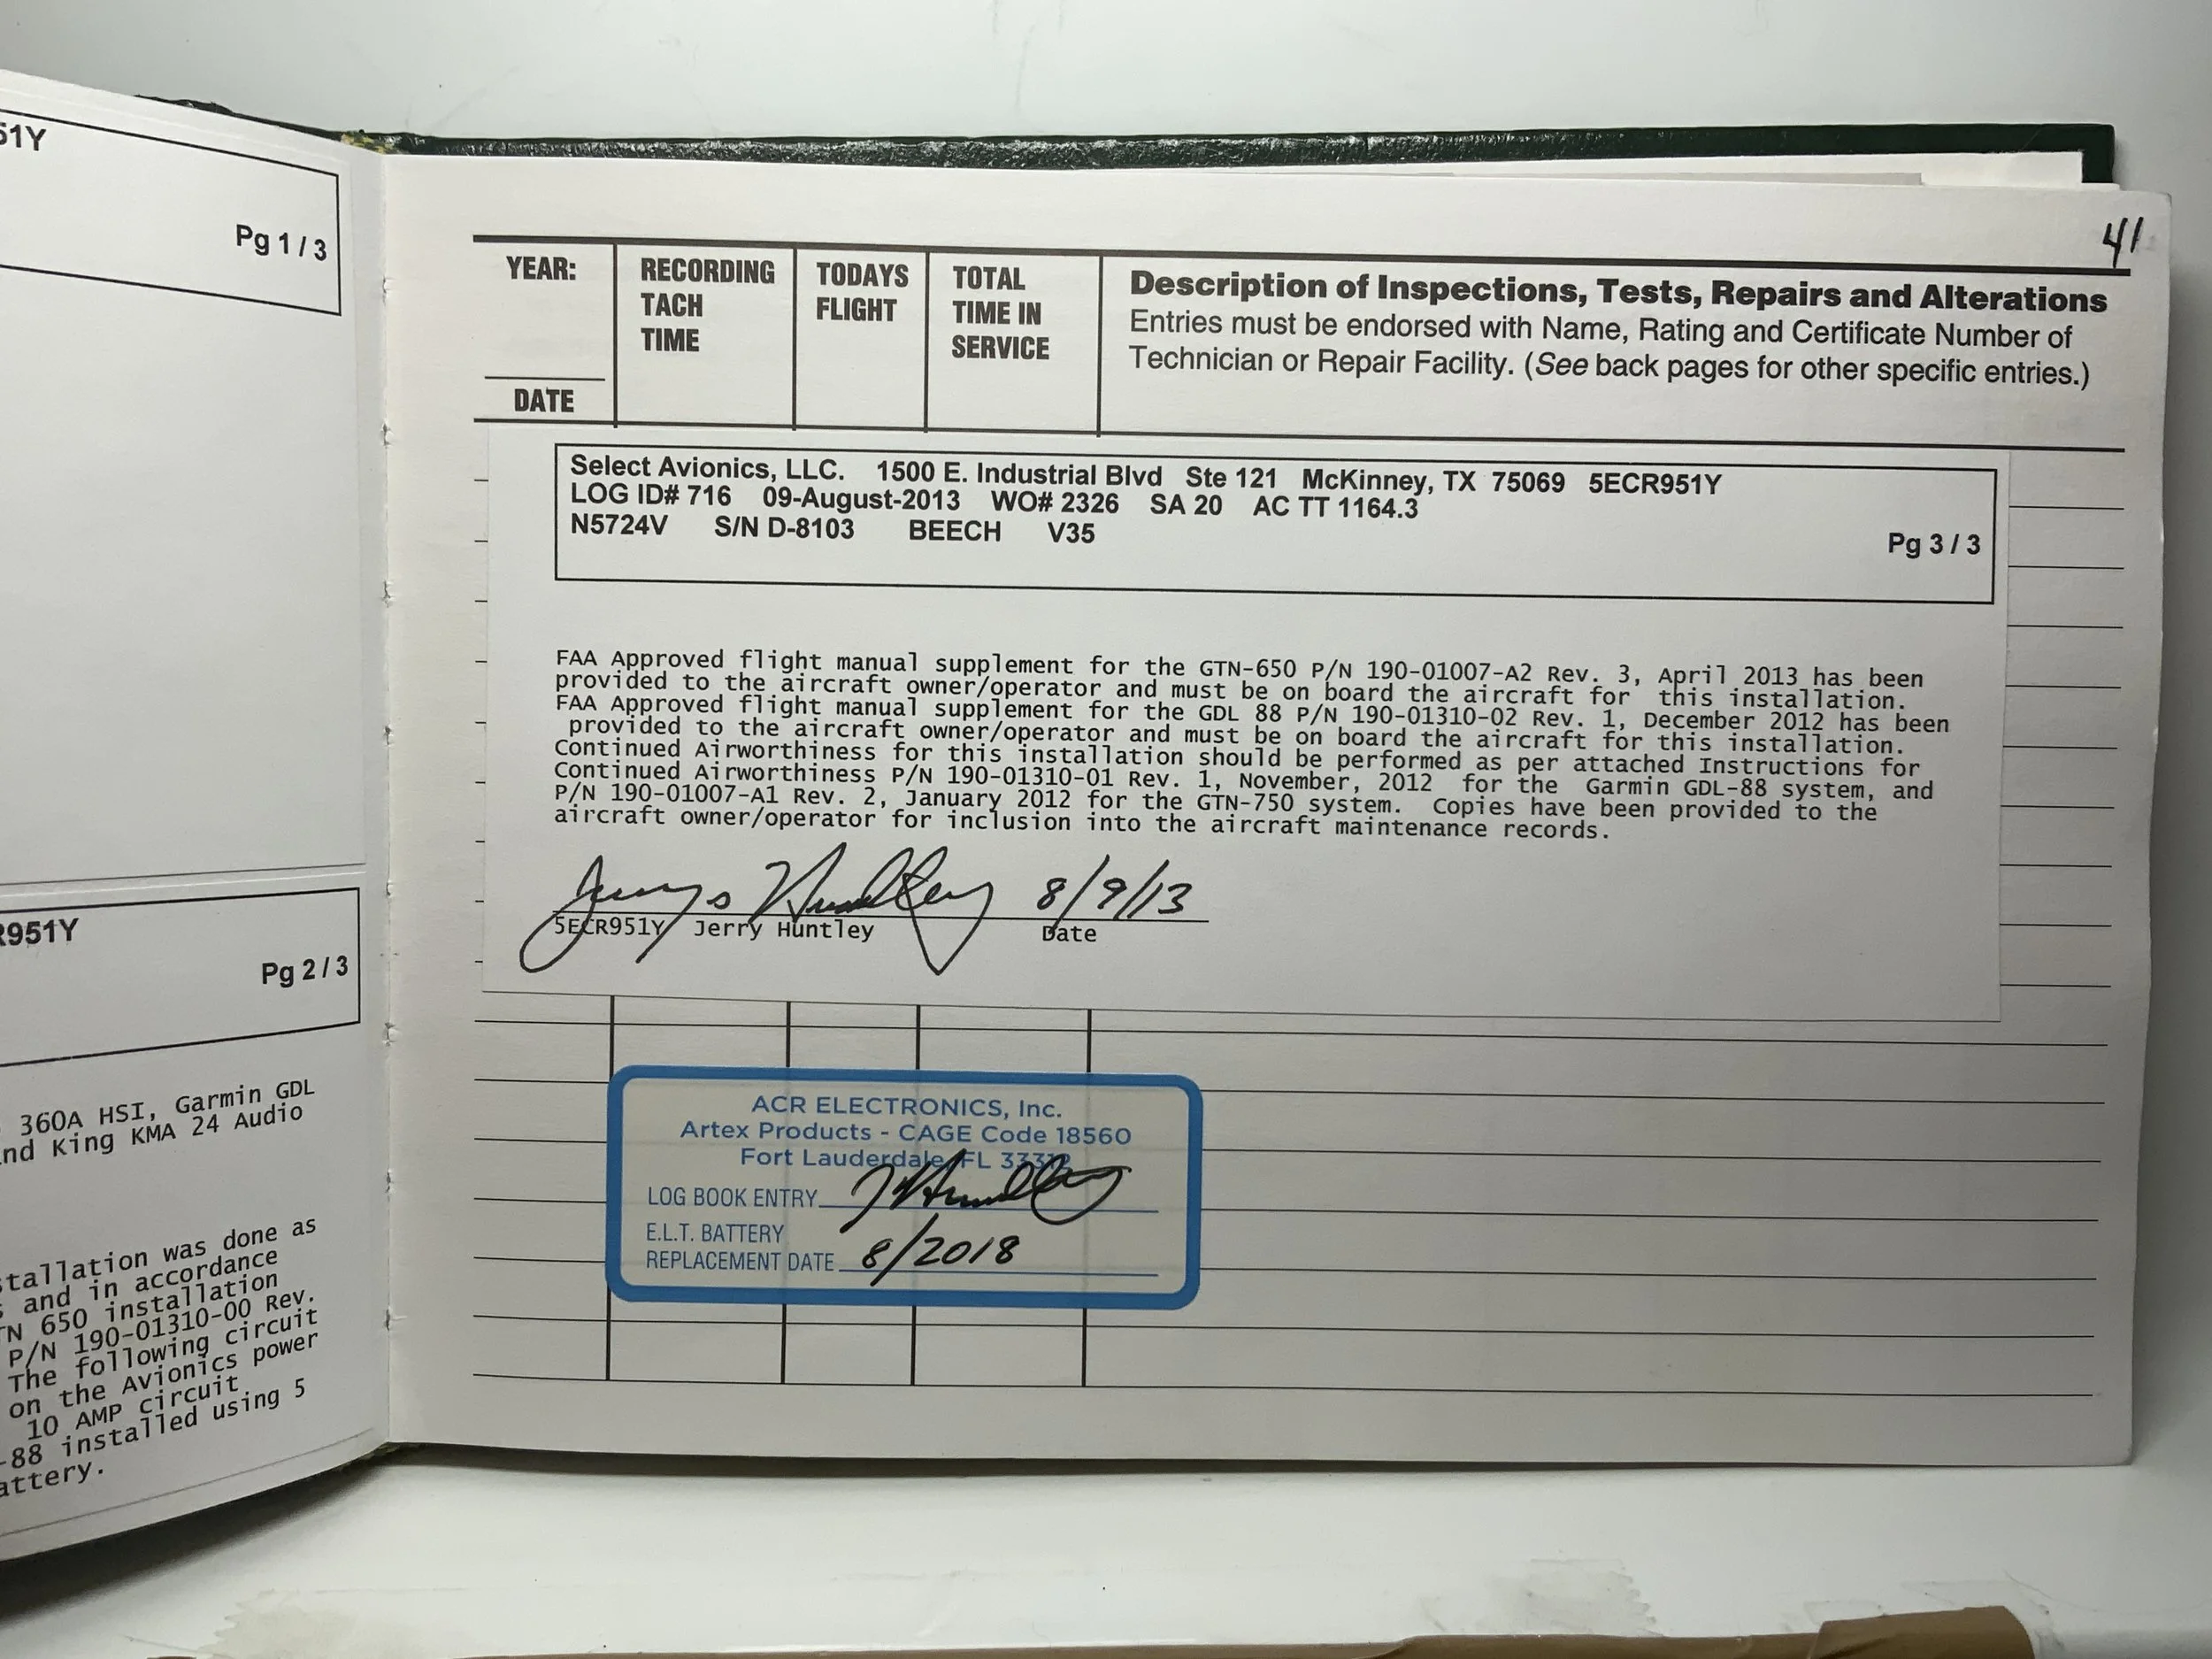 51Y
Pg 1 / 3
R951Y
Pg 2 / 3
360A HSI, Garmin GDL
and King KMA 24 Audio
stallation was done as
and in accordance
TN 650 installation
P/N 190-01310-00 Rev.
The following circuit
on the Avionics power
10 AMP circuit
-88 installed using 5
attery.
41
YEAR:
DATE
RECORDING
TACH
TIME
TODAYS
FLIGHT
TOTAL
TIME IN
SERVICE
Description of Inspections, Tests, Repairs and Alterations
Entries must be endorsed with Name, Rating and Certificate Number of
Technician or Repair Facility. (See back pages for other specific entries.)
Select Avionics, LLC. 1500 E. Industrial Blvd Ste 121 McKinney, TX 75069 5ECR951Y
LOG ID# 716 09-August-2013 WO# 2326 SA 20 AC TT 1164.3
N5724V S/N D-8103 BEECH V35
Pg 3 / 3
FAA Approved flight manual supplement for the GTN-650 P/N 190-01007-A2 Rev. 3, April 2013 has been
provided to the aircraft owner/operator and must be on board the aircraft for this installation.
FAA Approved flight manual supplement for the GDL 88 P/N 190-01310-02 Rev. 1, December 2012 has been
provided to the aircraft owner/operator and must be on board the aircraft for this installation.
Continued Airworthiness for this installation should be performed as per attached Instructions for
Continued Airworthiness P/N 190-01310-01 Rev. 1, November, 2012 for the Garmin GDL-88 system, and
P/N 190-01007-A1 Rev. 2, January 2012 for the GTN-750 system. Copies have been provided to the
aircraft owner/operator for inclusion into the aircraft maintenance records.
8/9/13
5ECR951Y Jerry Huntley Date
ACR ELECTRONICS, Inc.
Artex Products - CAGE Code 18560
Fort Lauderdale, FL 33312
LOG BOOK ENTRY
E.L.T. BATTERY
REPLACEMENT DATE 8/2018